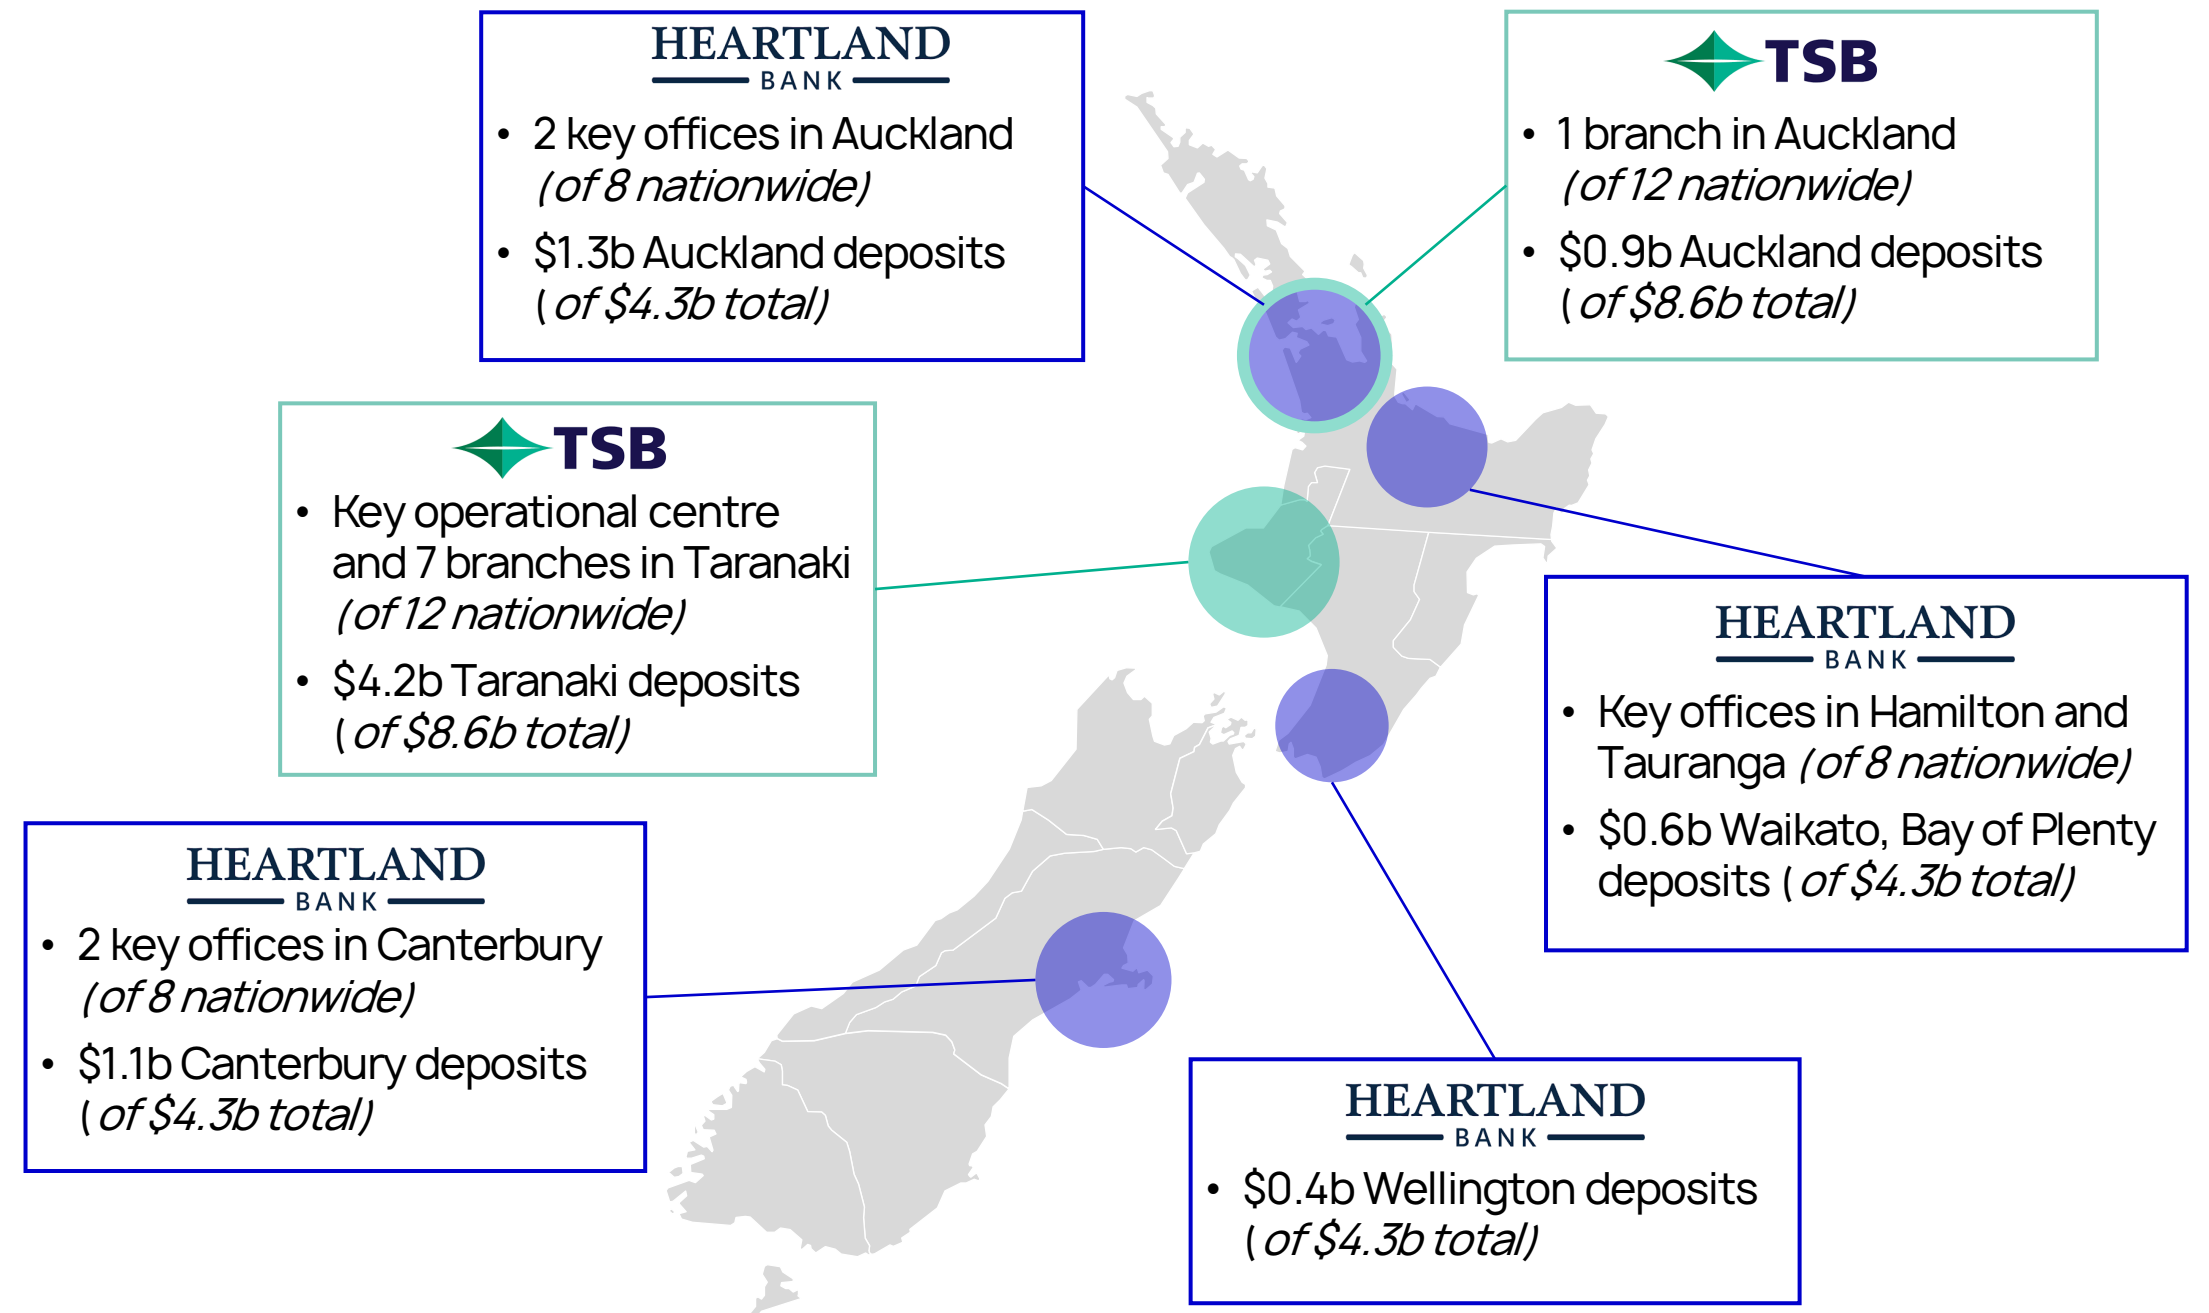 HEARTLAND
BANK
• 2 key offices in Auckland
(of 8 nationwide)
• $1.3b Auckland deposits
(of $4.3b total)
TSB
• 1 branch in Auckland
(of 12 nationwide)
• $0.9b Auckland deposits
(of $8.6b total)
TSB
• Key operational centre
and 7 branches in Taranaki
(of 12 nationwide)
• $4.2b Taranaki deposits
(of $8.6b total)
HEARTLAND
BANK
• Key offices in Hamilton and
Tauranga (of 8 nationwide)
• $0.6b Waikato, Bay of Plenty
deposits (of $4.3b total)
HEARTLAND
BANK
• 2 key offices in Canterbury
(of 8 nationwide)
• $1.1b Canterbury deposits
(of $4.3b total)
HEARTLAND
BANK
• $0.4b Wellington deposits
(of $4.3b total)